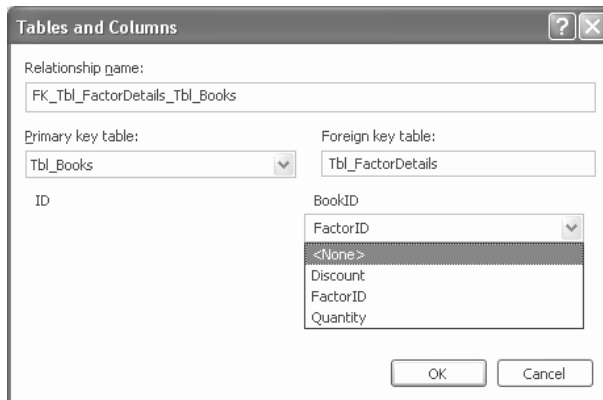 Tables and Columns
Relationship name:
FK_Tbl_FactorDetails_Tbl_Books
Primary key table:
Foreign key table:
Tbl_Books
Tbl_FactorDetails
ID
BookID
FactorID
<None>
Discount
FactorID
Quantity
OK
Cancel